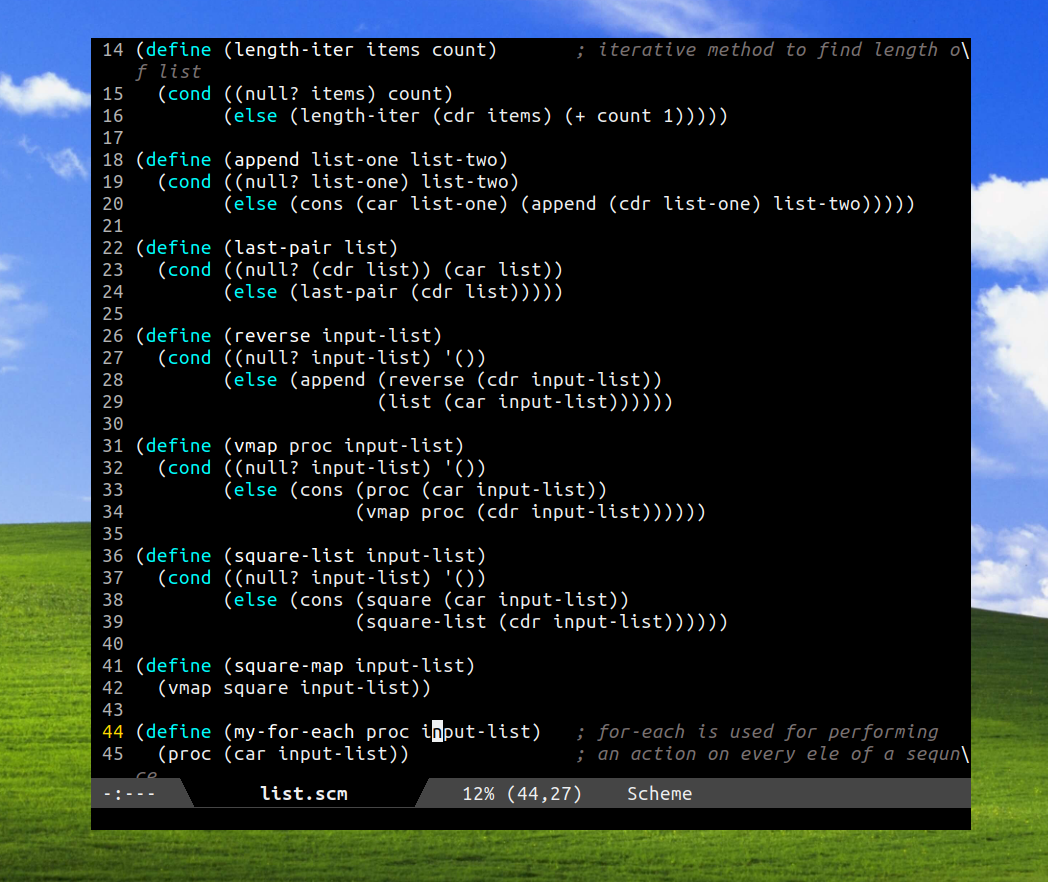 14 (define (length-iter items count)       ; iterative method to find length o\
f list
15   (cond ((null? items) count)
16         (else (length-iter (cdr items) (+ count 1)))))
17
18 (define (append list-one list-two)
19   (cond ((null? list-one) list-two)
20         (else (cons (car list-one) (append (cdr list-one) list-two)))))
21
22 (define (last-pair list)
23   (cond ((null? (cdr list)) (car list))
24         (else (last-pair (cdr list)))))
25
26 (define (reverse input-list)
27   (cond ((null? input-list) '())
28         (else (append (reverse (cdr input-list))
29                       (list (car input-list))))))
30
31 (define (vmap proc input-list)
32   (cond ((null? input-list) '())
33         (else (cons (proc (car input-list))
34                     (vmap proc (cdr input-list))))))
35
36 (define (square-list input-list)
37   (cond ((null? input-list) '())
38         (else (cons (square (car input-list))
39                     (square-list (cdr input-list))))))
40
41 (define (square-map input-list)
42   (vmap square input-list))
43
44 (define (my-for-each proc input-list)   ; for-each is used for performing
45   (proc (car input-list))               ; an action on every ele of a sequn\
ce
-:---      list.scm      12% (44,27)    Scheme